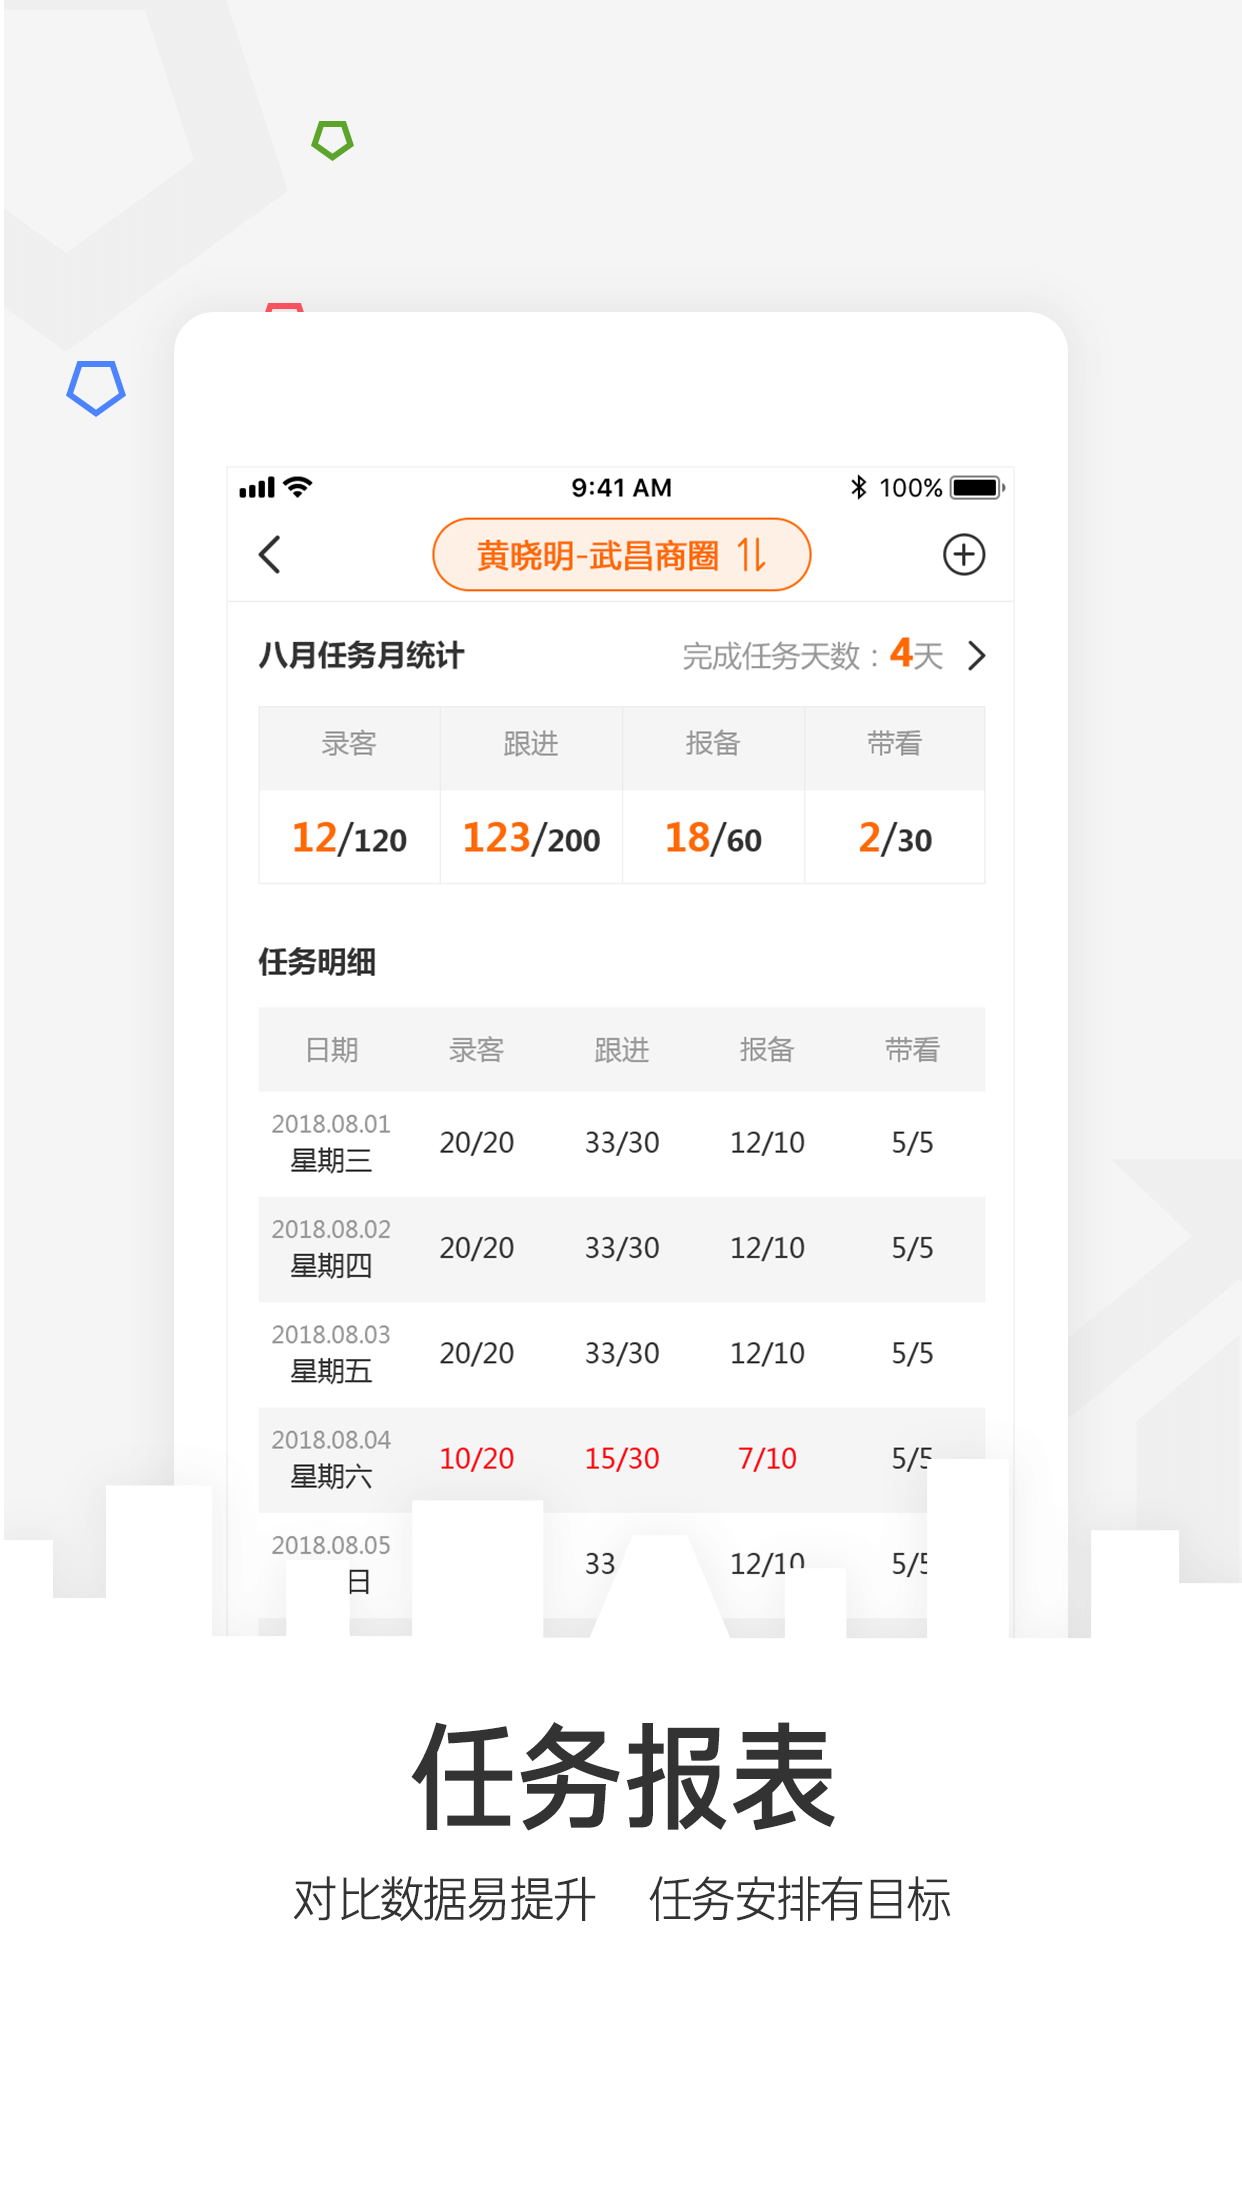 9:41 AM 100%
黄晓明-武昌商圈
八月任务月统计 完成任务天数：4天
录客 跟进 报备 带看
12/120 123/200 18/60 2/30
任务明细
日期 录客 跟进 报备 带看
2018.08.01
星期三 20/20 33/30 12/10 5/5
2018.08.02
星期四 20/20 33/30 12/10 5/5
2018.08.03
星期五 20/20 33/30 12/10 5/5
2018.08.04
星期六 10/20 15/30 7/10 5/5
2018.08.05
日 33 12/10 5/5
任务报表
对比数据易提升 任务安排有目标